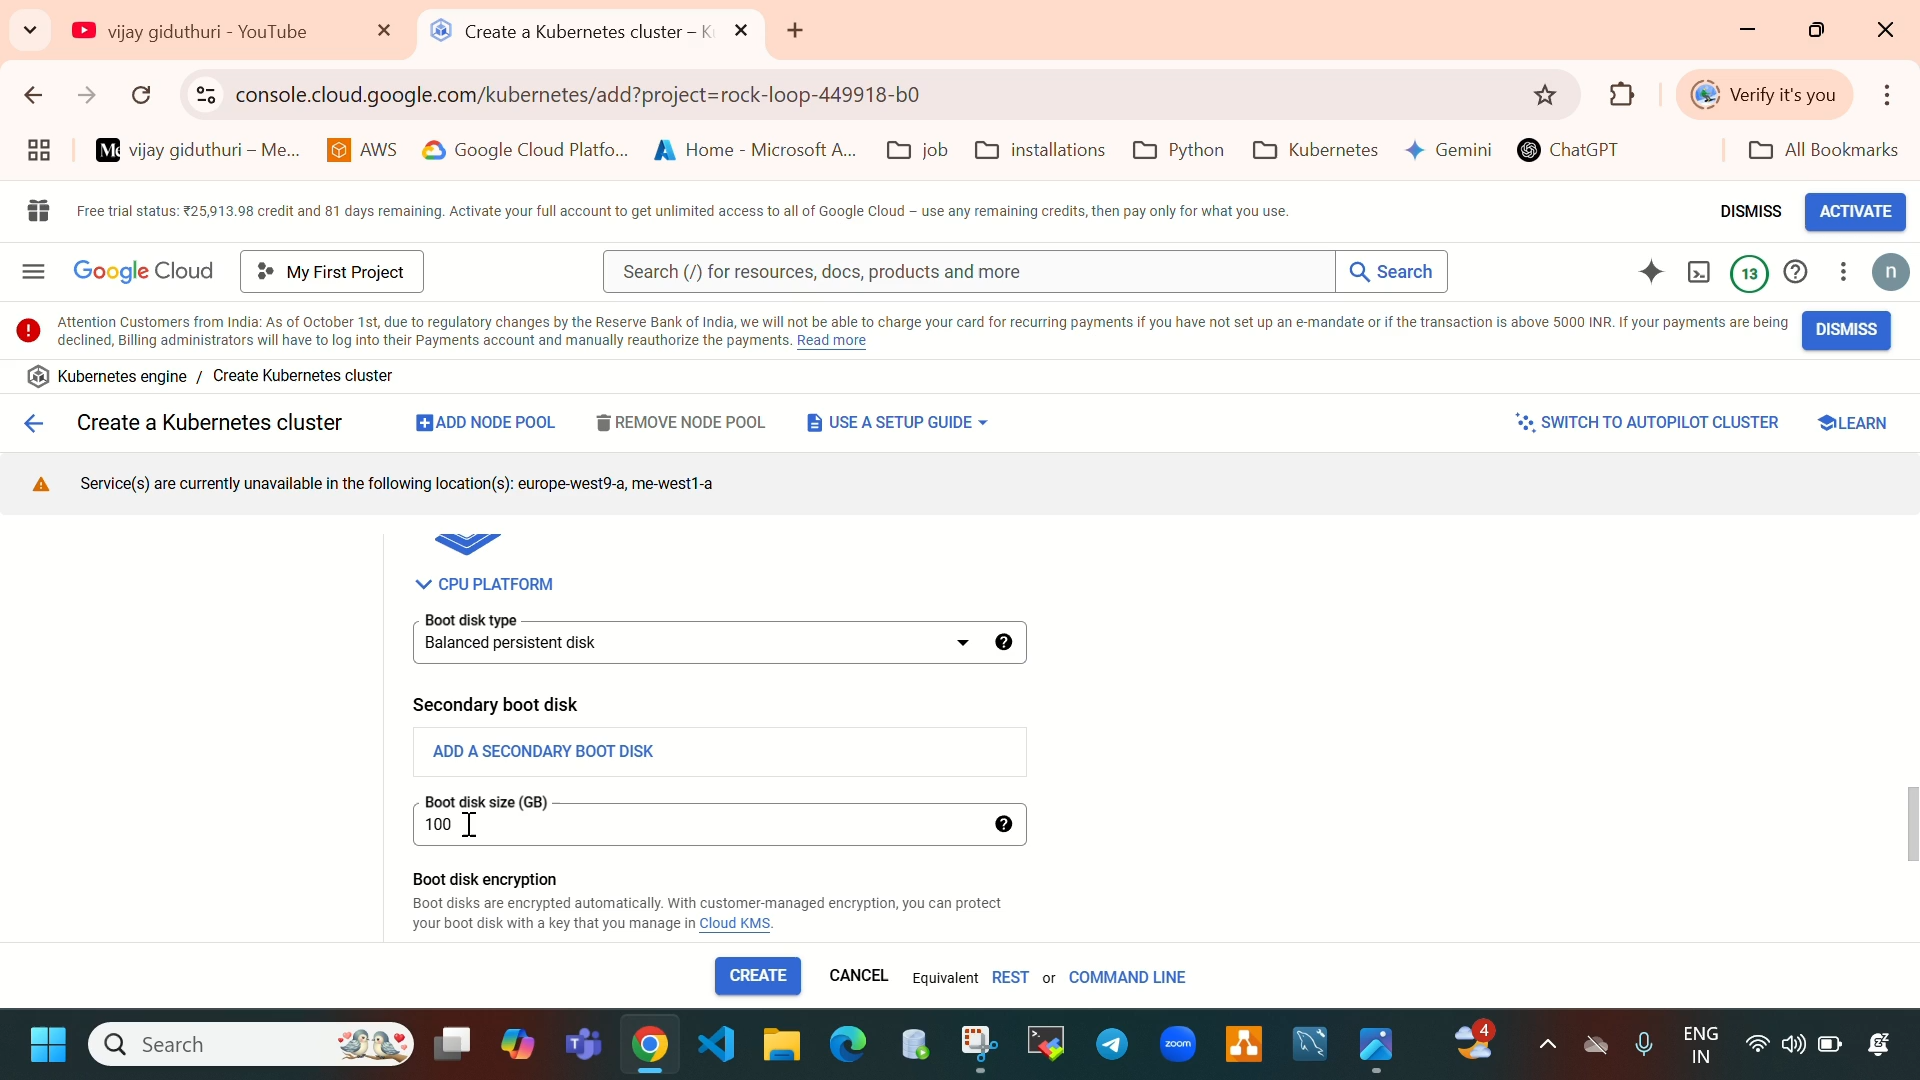 vijay giduthuri - YouTube
Create a Kubernetes cluster – K
console.cloud.google.com/kubernetes/add?project=rock-loop-449918-b0
Verify it's you
vijay giduthuri – Me...
AWS
Google Cloud Platfo...
Home - Microsoft A...
job
installations
Python
Kubernetes
Gemini
ChatGPT
All Bookmarks
Free trial status: ₹25,913.98 credit and 81 days remaining. Activate your full account to get unlimited access to all of Google Cloud – use any remaining credits, then pay only for what you use.
DISMISS
ACTIVATE
Google Cloud
My First Project
Search (/) for resources, docs, products and more
Search
13
n
Attention Customers from India: As of October 1st, due to regulatory changes by the Reserve Bank of India, we will not be able to charge your card for recurring payments if you have not set up an e-mandate or if the transaction is above 5000 INR. If your payments are being
declined, Billing administrators will have to log into their Payments account and manually reauthorize the payments. Read more
DISMISS
Kubernetes engine / Create Kubernetes cluster
Create a Kubernetes cluster
ADD NODE POOL
REMOVE NODE POOL
USE A SETUP GUIDE
SWITCH TO AUTOPILOT CLUSTER
LEARN
Service(s) are currently unavailable in the following location(s): europe-west9-a, me-west1-a
CPU PLATFORM
Boot disk type
Balanced persistent disk
Secondary boot disk
ADD A SECONDARY BOOT DISK
Boot disk size (GB)
100
Boot disk encryption
Boot disks are encrypted automatically. With customer-managed encryption, you can protect
your boot disk with a key that you manage in Cloud KMS.
CREATE
CANCEL
Equivalent REST or COMMAND LINE
Search
zoom
4
ENG
IN